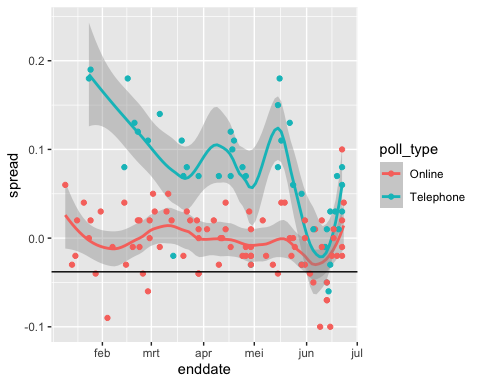 0.2
0.1
0.0
-0.1
spread
feb mrt apr mei jun jul
enddate
poll_type
Online
Telephone